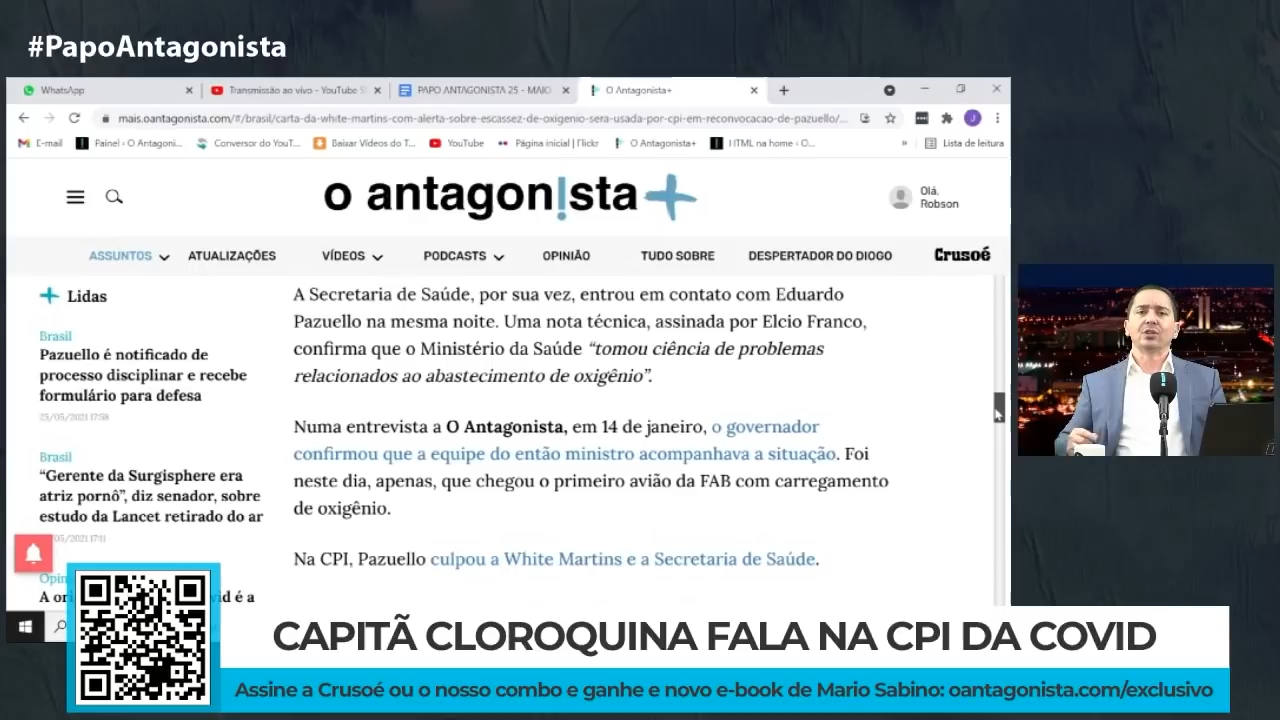 #PapoAntagonista
WhatsApp
Transmissão ao vivo - YouTube S
PAPO ANTAGONISTA 25 - MAIO
O Antagonista+
mais.oantagonista.com/#/brasil/carta-da-white-martins-com-alerta-sobre-escassez-de-oxigenio-sera-usada-por-cpi-em-reconvocacao-de-pazuello/...
E-mail
Painel ‹ O Antagoni...
Conversor do YouT...
Baixar Vídeos do T...
YouTube
Página inicial | Flickr
O Antagonista+
HTML na home ‹ O...
»
Lista de leitura
o antagon!sta+
Olá,
Robson
ASSUNTOS
ATUALIZAÇÕES
VÍDEOS
PODCASTS
OPINIÃO
TUDO SOBRE
DESPERTADOR DO DIOGO
Crusoé
Lidas
Brasil
Pazuello é notificado de
processo disciplinar e recebe
formulário para defesa
25/05/2021 17:58
Brasil
“Gerente da Surgisphere era
atriz pornô”, diz senador, sobre
estudo da Lancet retirado do ar
05/2021 17:11
Opin
A ori
vid é a
A Secretaria de Saúde, por sua vez, entrou em contato com Eduardo
Pazuello na mesma noite. Uma nota técnica, assinada por Elcio Franco,
confirma que o Ministério da Saúde “tomou ciência de problemas
relacionados ao abastecimento de oxigênio”.
Numa entrevista a O Antagonista, em 14 de janeiro, o governador
confirmou que a equipe do então ministro acompanhava a situação. Foi
neste dia, apenas, que chegou o primeiro avião da FAB com carregamento
de oxigênio.
Na CPI, Pazuello culpou a White Martins e a Secretaria de Saúde.
CAPITÃ CLOROQUINA FALA NA CPI DA COVID
Assine a Crusoé ou o nosso combo e ganhe e novo e-book de Mario Sabino: oantagonista.com/exclusivo